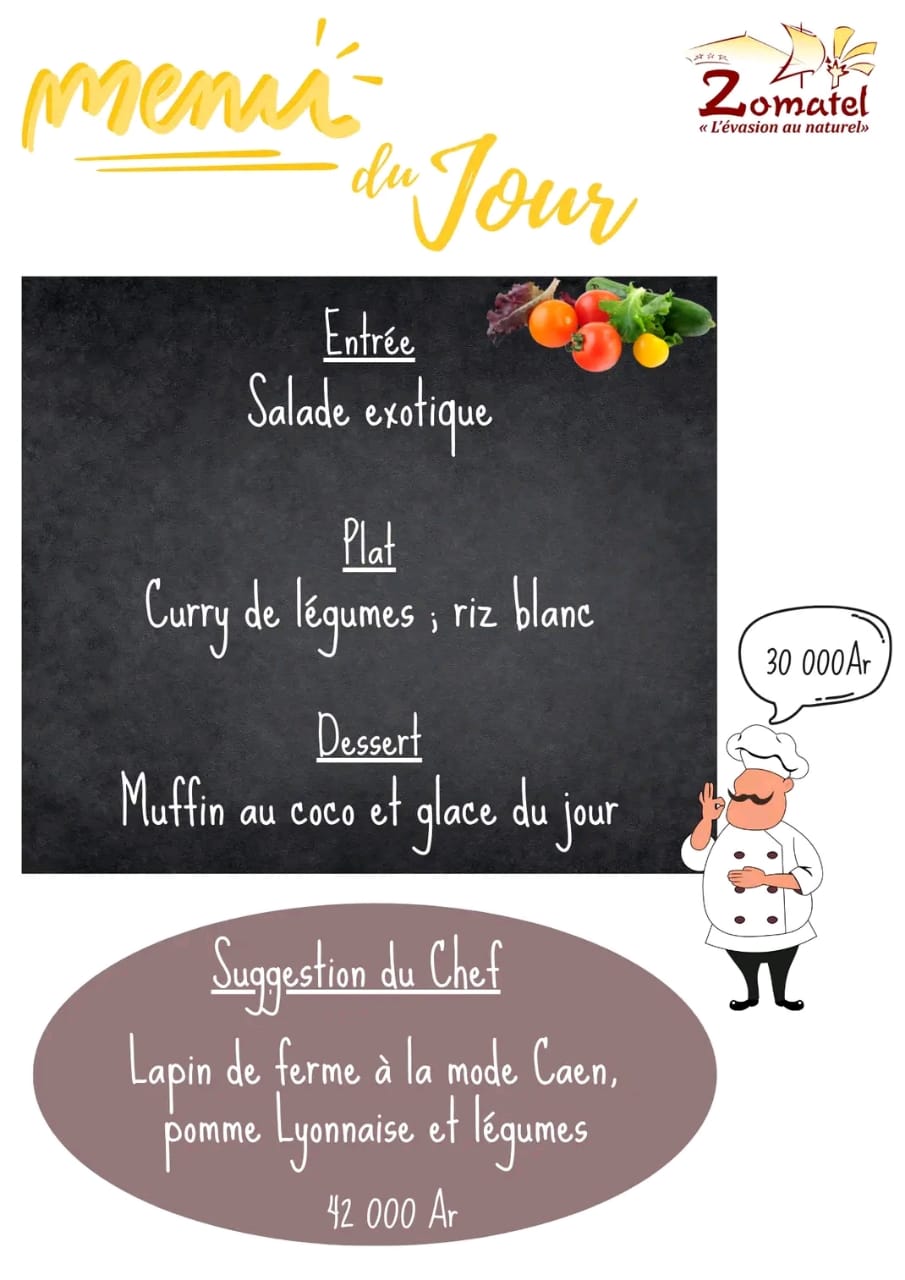 menu
du Jour
Zomatel
« L'évasion au naturel»
Entrée
Salade exotique
Plat
Curry de légumes ; riz blanc
30 000Ar
Dessert
Muffin au coco et glace du jour
Suggestion du Chef
Lapin de ferme à la mode Caen,
pomme Lyonnaise et légumes
42 000 Ar